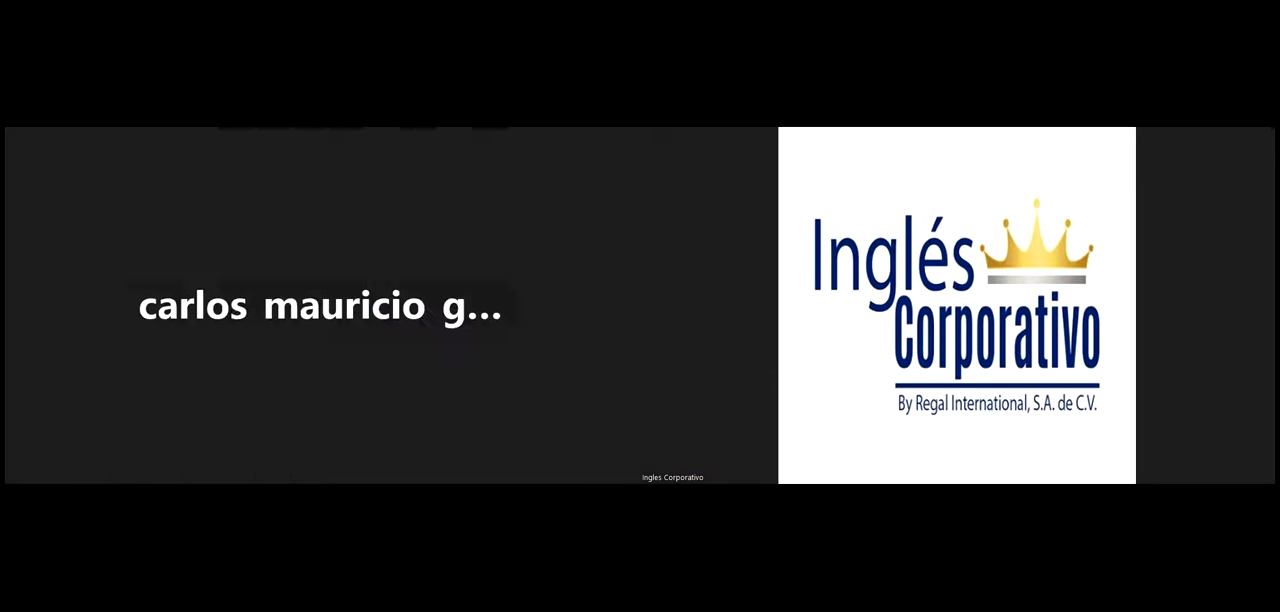 carlos mauricio g...
Inglés
Corporativo
By Regal International, S.A. de C.V.
Ingles Corporativo